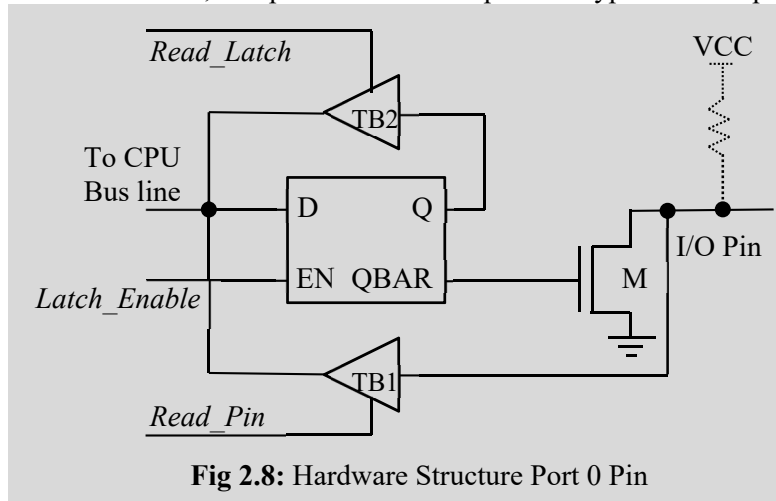 Read_Latch
VCC
TB2
To CPU
Bus line
D Q
I/O Pin
EN QBAR
M
Latch_Enable
TB1
Read_Pin
Fig 2.8: Hardware Structure Port 0 Pin